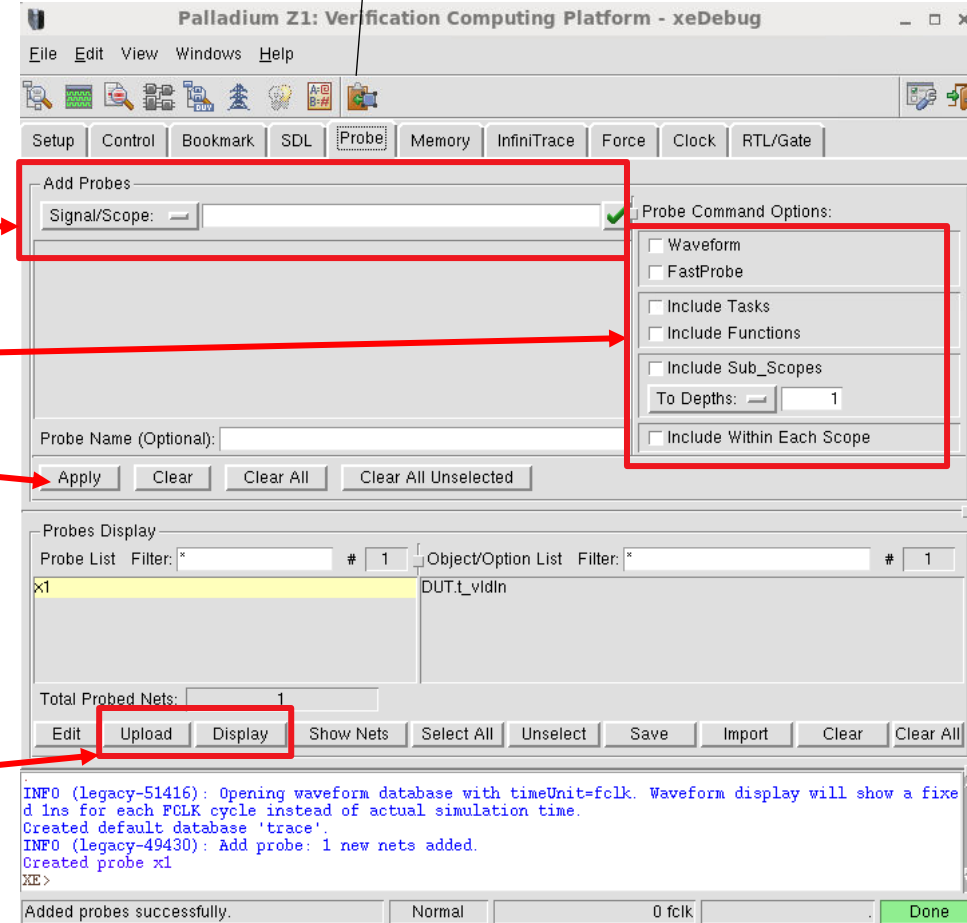 Palladium Z1: Verification Computing Platform - xeDebug
File Edit View Windows Help
Setup Control Bookmark SDL Probe Memory InfiniTrace Force Clock RTL/Gate
Add Probes
Signal/Scope:
Probe Command Options:
Waveform
FastProbe
Include Tasks
Include Functions
Include Sub_Scopes
To Depths: 1
Include Within Each Scope
Probe Name (Optional):
Apply Clear Clear All Clear All Unselected
Probes Display
Probe List Filter: * # 1 Object/Option List Filter: * # 1
x1 DUT.t_vldIn
Total Probed Nets: 1
Edit Upload Display Show Nets Select All Unselect Save Import Clear Clear All
INFO (legacy-51416): Opening waveform database with timeUnit=fclk. Waveform display will show a fixe
d 1ns for each FCLK cycle instead of actual simulation time.
Created default database 'trace'.
INFO (legacy-49430): Add probe: 1 new nets added.
Created probe x1
XE>
Added probes successfully. Normal 0 fclk . Done